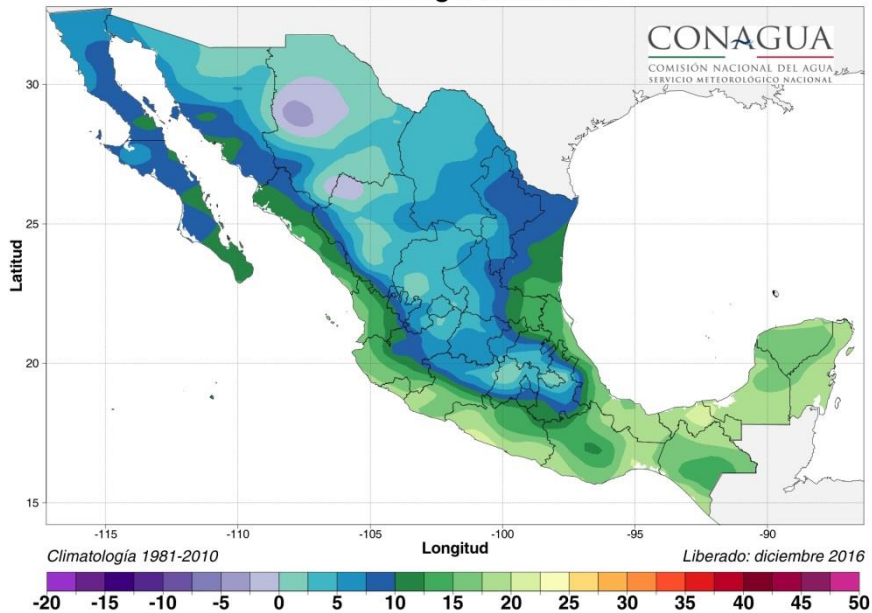 CONAGUA
COMISIÓN NACIONAL DEL AGUA
SERVICIO METEOROLÓGICO NACIONAL
30
25
20
15
Latitud
-115
-110
-105
-100
-95
-90
Longitud
Climatología 1981-2010
Liberado: diciembre 2016
-20 -15 -10 -5 0 5 10 15 20 25 30 35 40 45 50